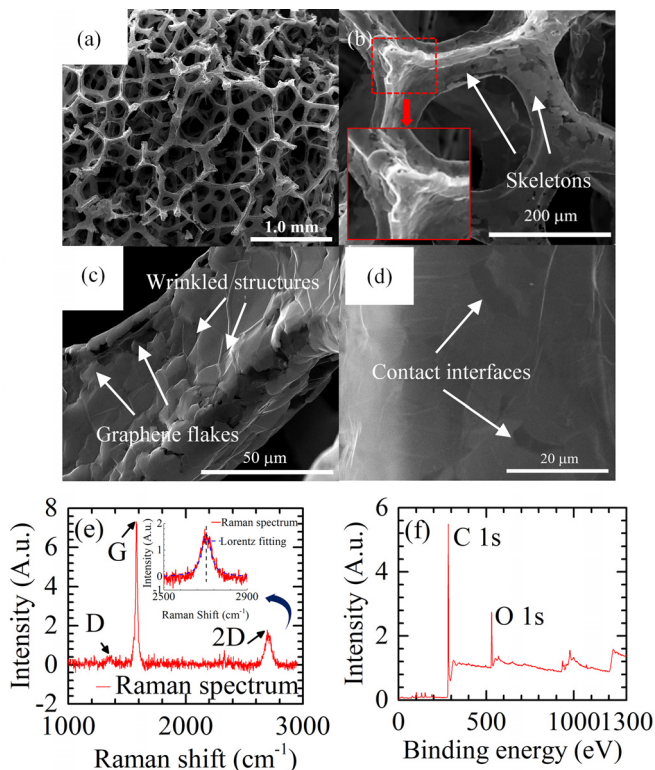 (a)
1.0 mm
(b)
Skeletons
200 µm
(c)
Wrinkled structures
Graphene flakes
50 µm
(d)
Contact interfaces
20 µm
(e)
Intensity (A.u.)
8
6
4
2
0
-2
G
D
2D
Raman spectrum
1000
2000
3000
Raman shift (cm⁻¹)
Intensity (A.u.)
2
1
0
-1
Raman spectrum
Lorentz fitting
2500
2900
Raman Shift (cm⁻¹)
(f)
Intensity (A.u.)
6
4
2
0
C 1s
O 1s
0
500
1000
1300
Binding energy (eV)